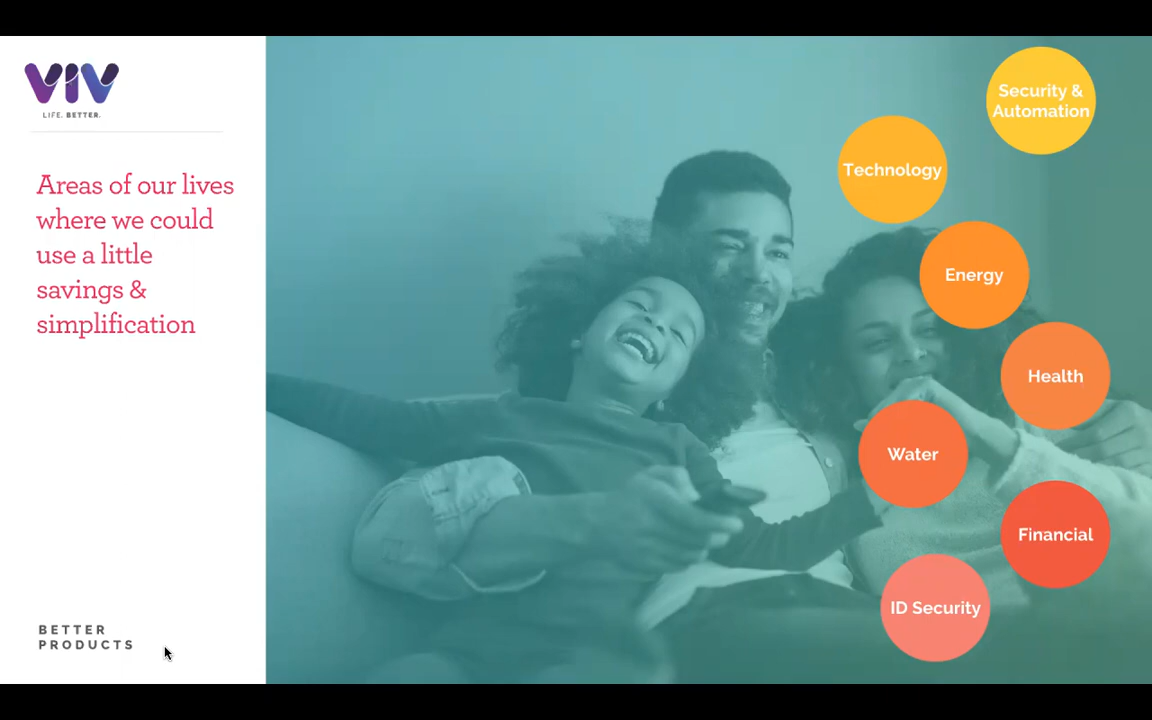 VIV
LIFE. BETTER.
Areas of our lives
where we could
use a little
savings &
simplification
BETTER
PRODUCTS
Security &
Automation
Technology
Energy
Health
Water
Financial
ID Security